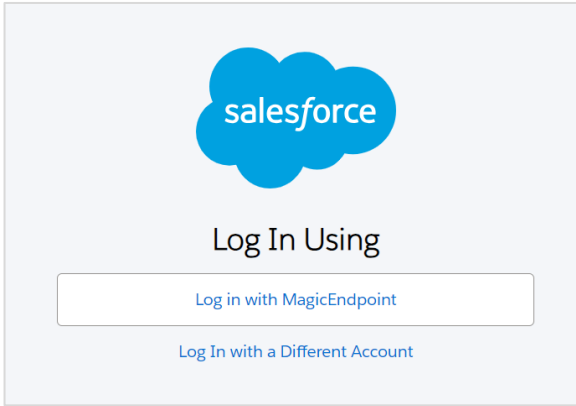 salesforce
Log In Using
Log in with MagicEndpoint
Log In with a Different Account